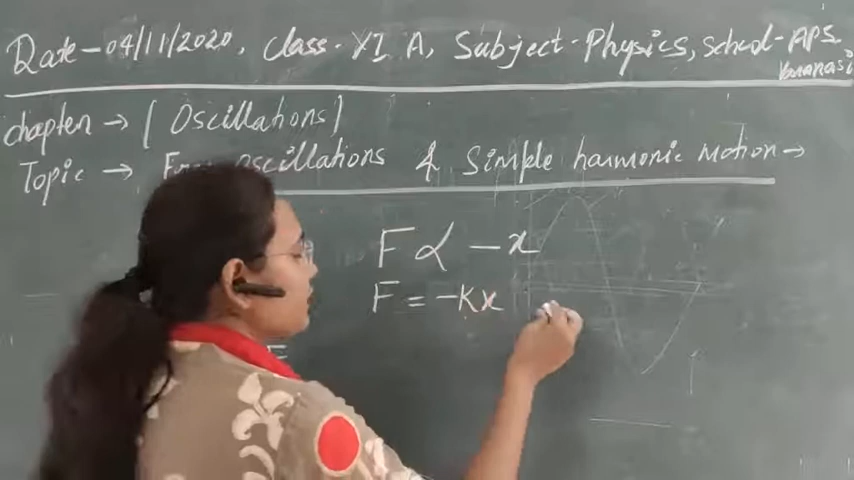 Date - 04/11/2020, Class - XI A, Subject - Physics, School - APS
Varanasi
Chapter → [Oscillations]
Topic → Oscillations & Simple harmonic motion →
F ∝ -x
F = -Kx